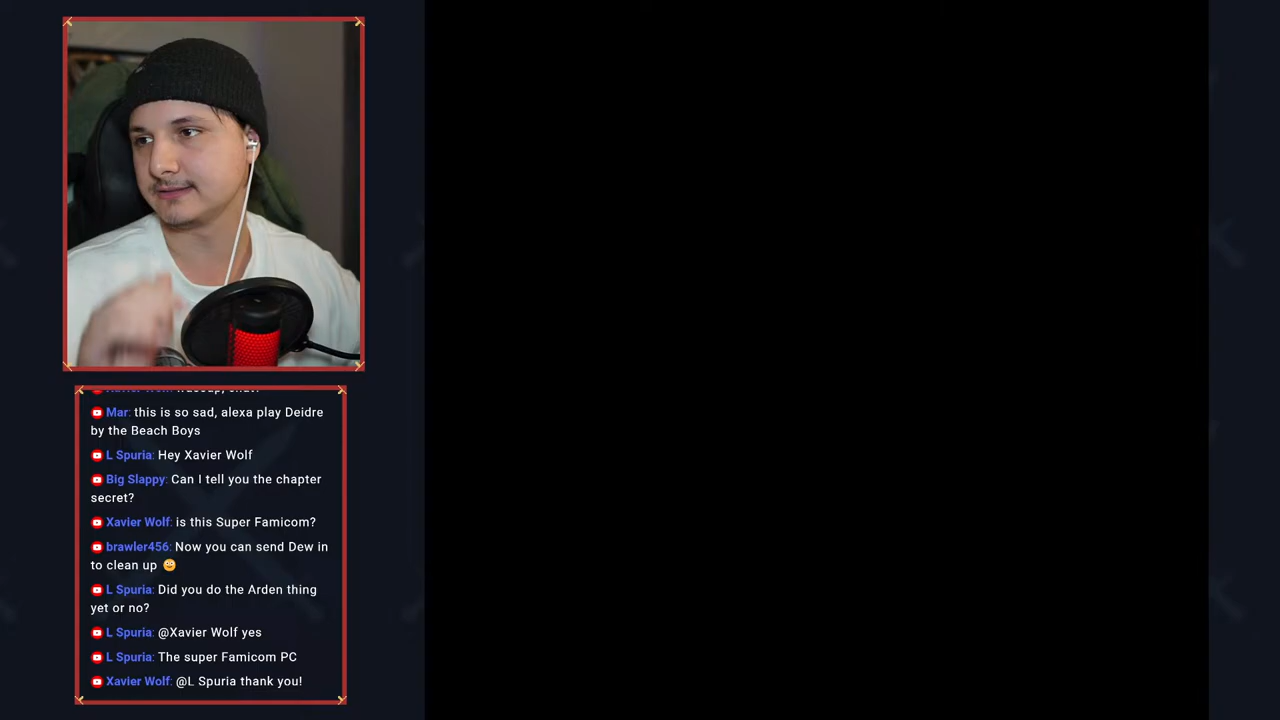 Mar: this is so sad, alexa play Deidre
by the Beach Boys
L Spuria: Hey Xavier Wolf
Big Slappy: Can I tell you the chapter
secret?
Xavier Wolf: is this Super Famicom?
brawler456: Now you can send Dew in
to clean up
L Spuria: Did you do the Arden thing
yet or no?
L Spuria: @Xavier Wolf yes
L Spuria: The super Famicom PC
Xavier Wolf: @L Spuria thank you!